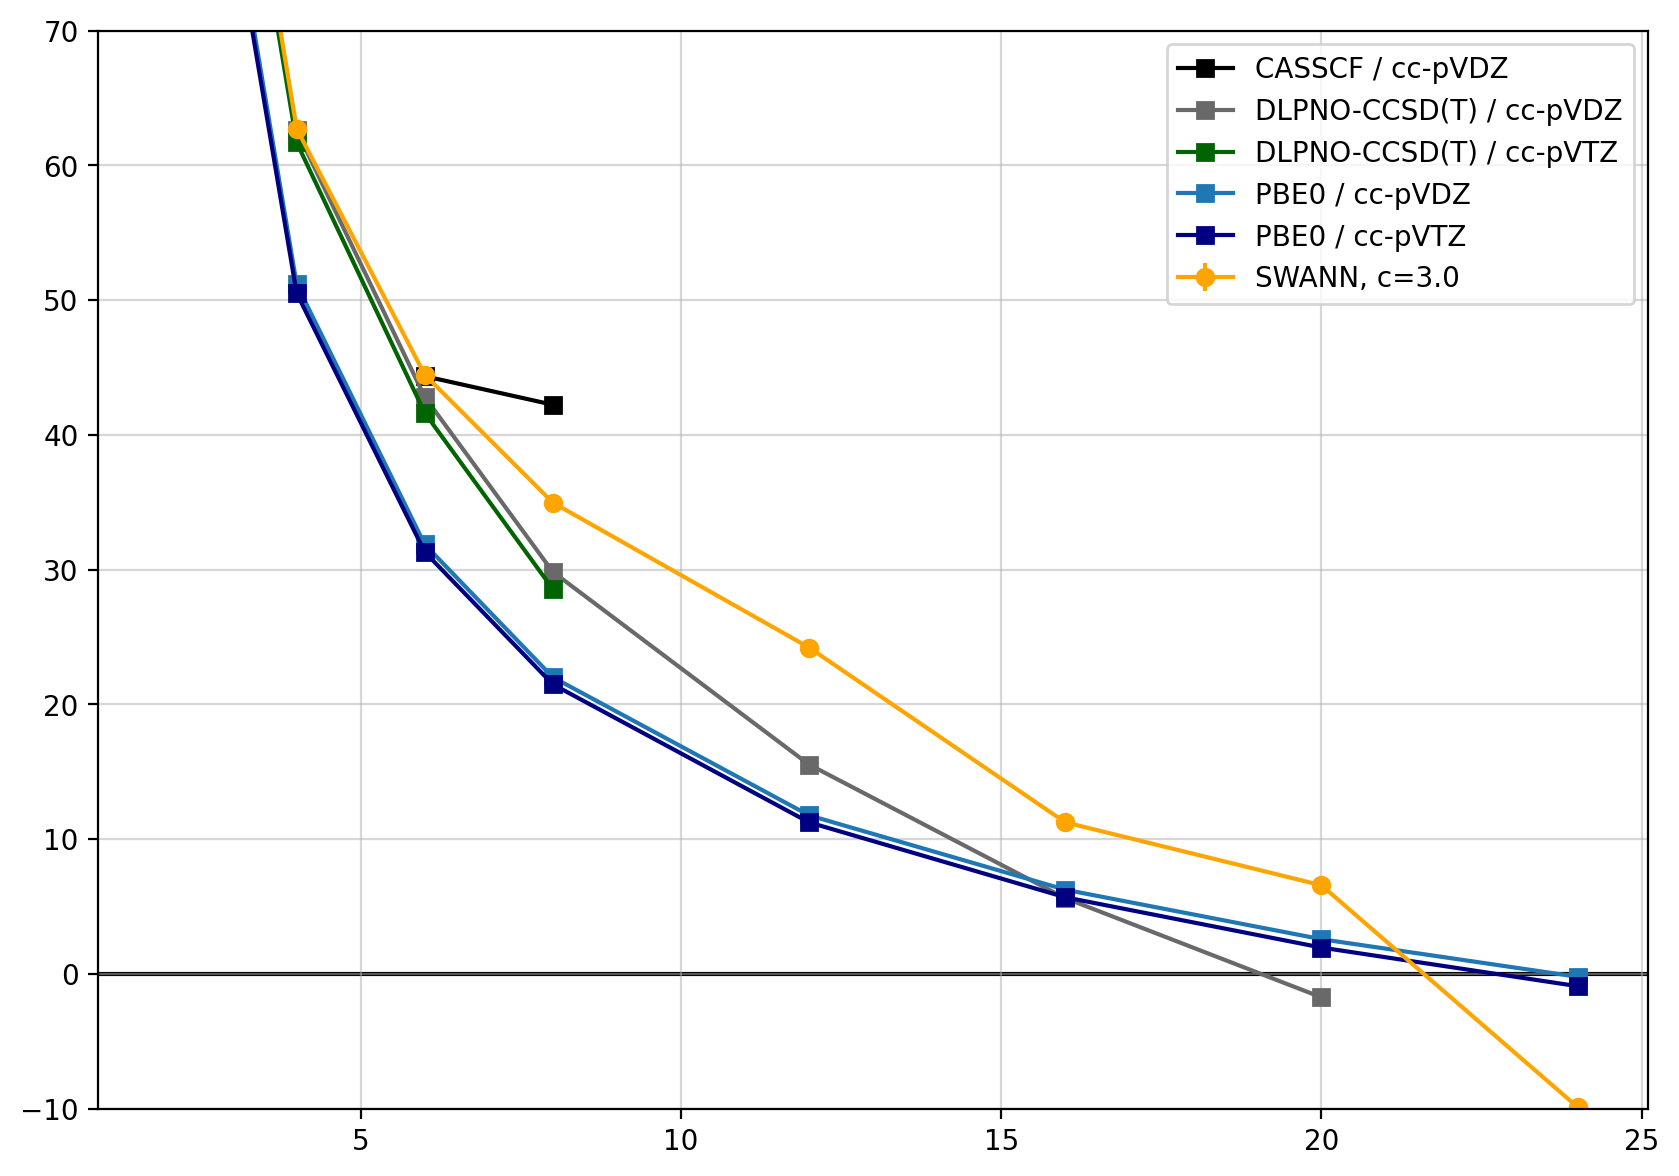 70
60
50
40
30
20
10
0
−10
5
10
15
20
25
CASSCF / cc-pVDZ
DLPNO-CCSD(T) / cc-pVDZ
DLPNO-CCSD(T) / cc-pVTZ
PBE0 / cc-pVDZ
PBE0 / cc-pVTZ
SWANN, c=3.0